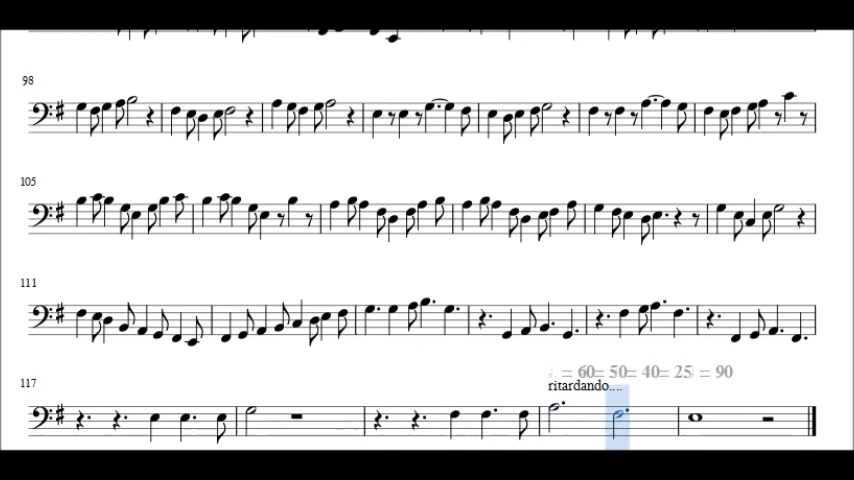 98
105
111
♩. = 60= 50= 40= 25♩ = 90
ritardando....
117